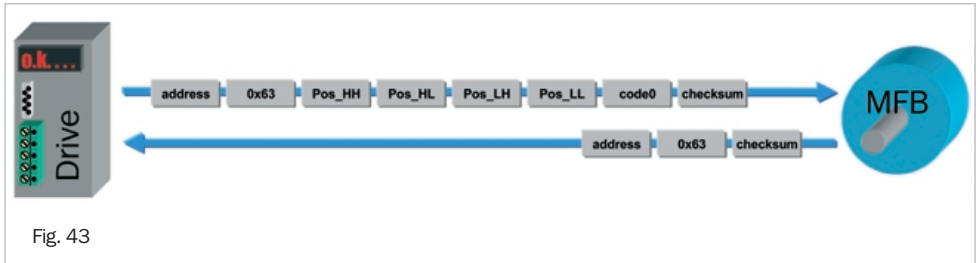 o.k....
address 0x63 Pos_HH Pos_HL Pos_LH Pos_LL code0 checksum
MFB
Drive
address 0x63 checksum
Fig. 43